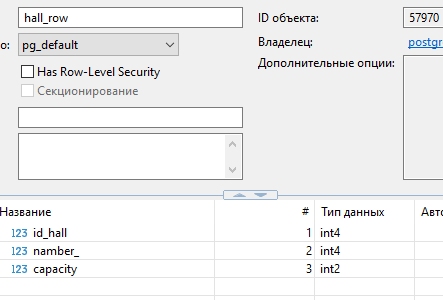 hall_row
ID объекта: 57970
о: pg_default
Владелец: postgr
Has Row-Level Security
Дополнительные опции:
Секционирование
Название # Тип данных Авто
123 id_hall 1 int4
123 namber_ 2 int4
123 capacity 3 int2